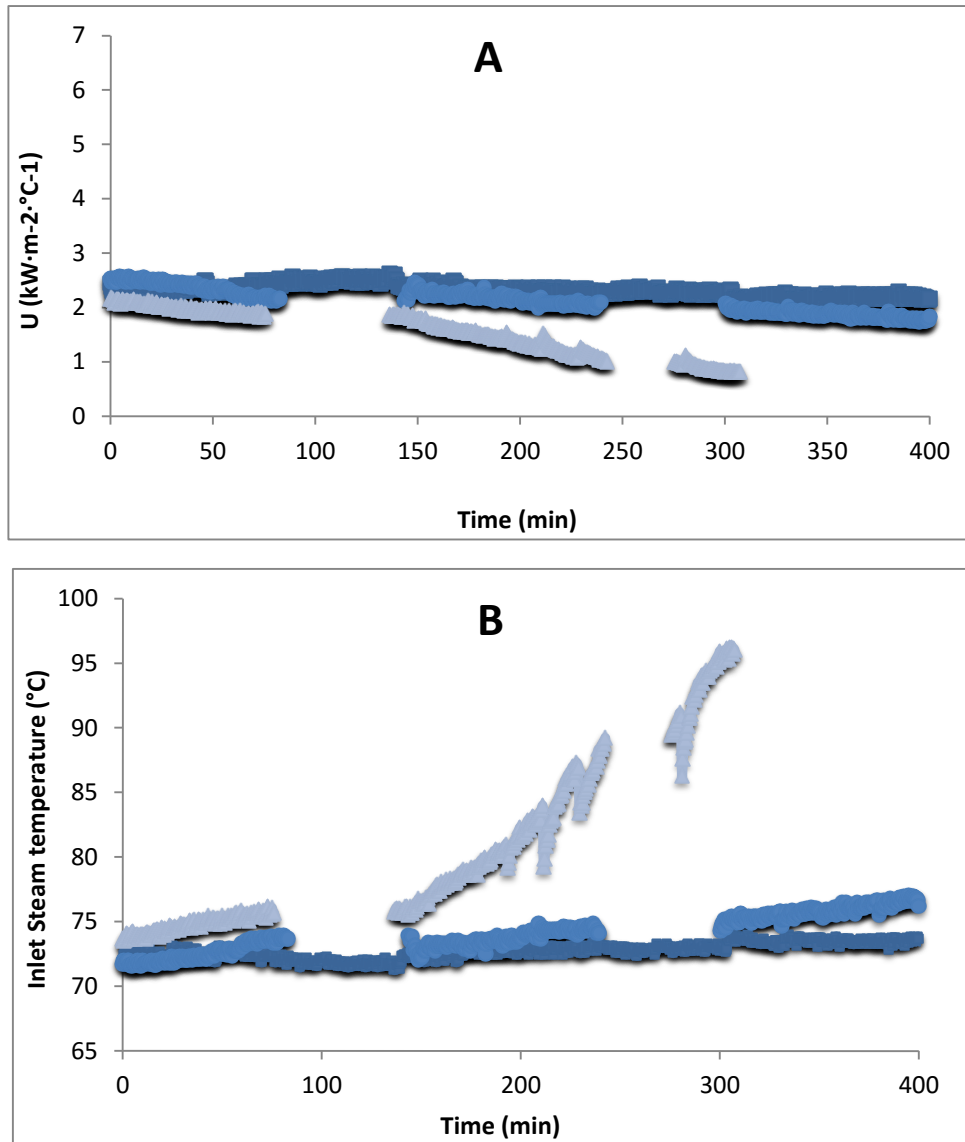 A
7
6
5
4
3
2
1
0
U (kW·m-2·°C-1)
0 50 100 150 200 250 300 350 400
Time (min)
B
100
95
90
85
80
75
70
65
Inlet Steam temperature (°C)
0 100 200 300 400
Time (min)